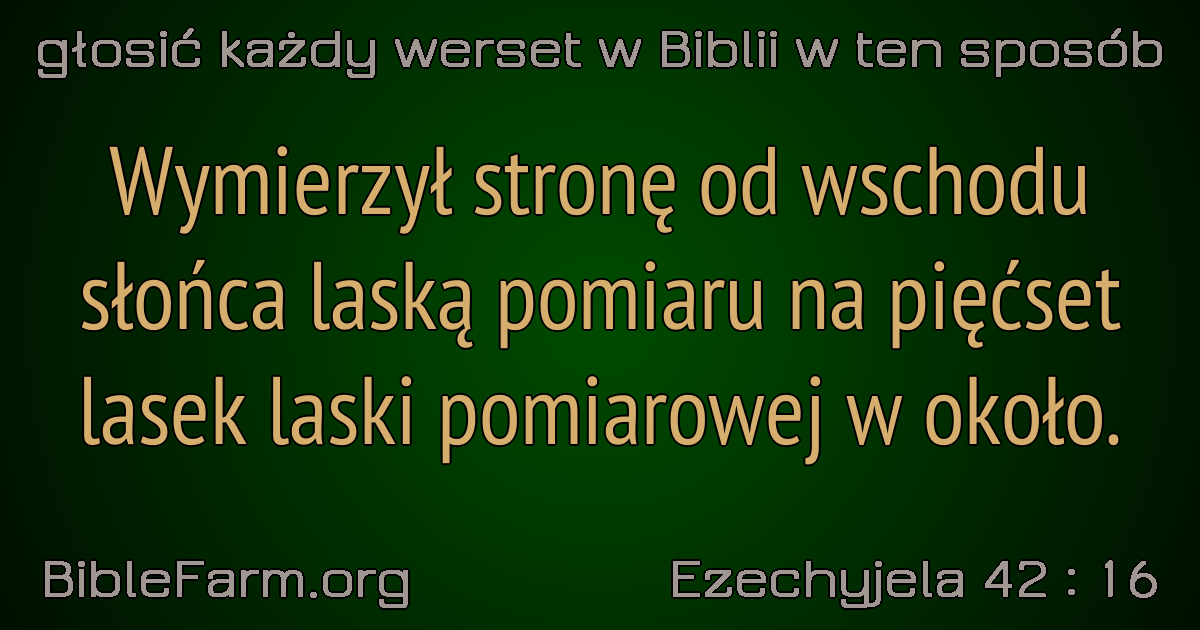 głosić każdy werset w Biblii w ten sposób
Wymierzył stronę od wschodu
słońca laską pomiaru na pięćset
lasek laski pomiarowej w około.
BibleFarm.org
Ezechyjela 42 : 16